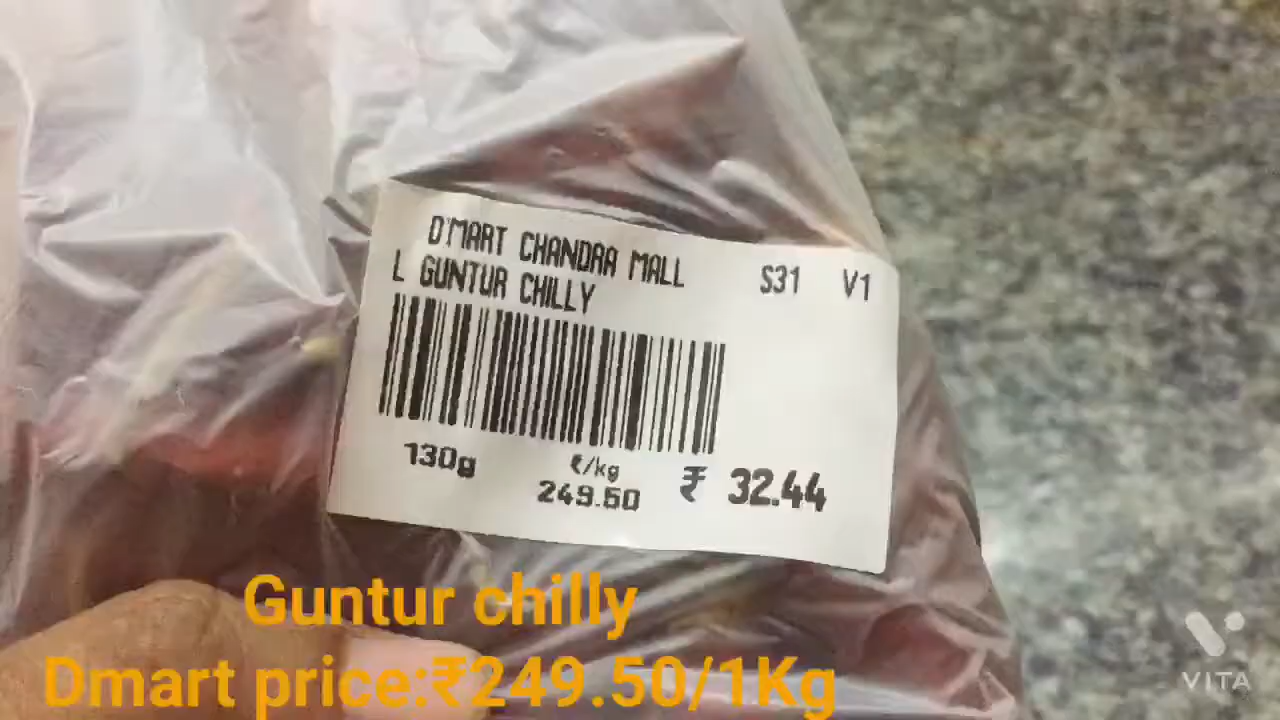 D'MART CHANDRA MALL S31 V1
L GUNTUR CHILLY
130g ₹/kg ₹ 32.44
249.50
Guntur chilly
Dmart price:₹249.50/1Kg
VITA